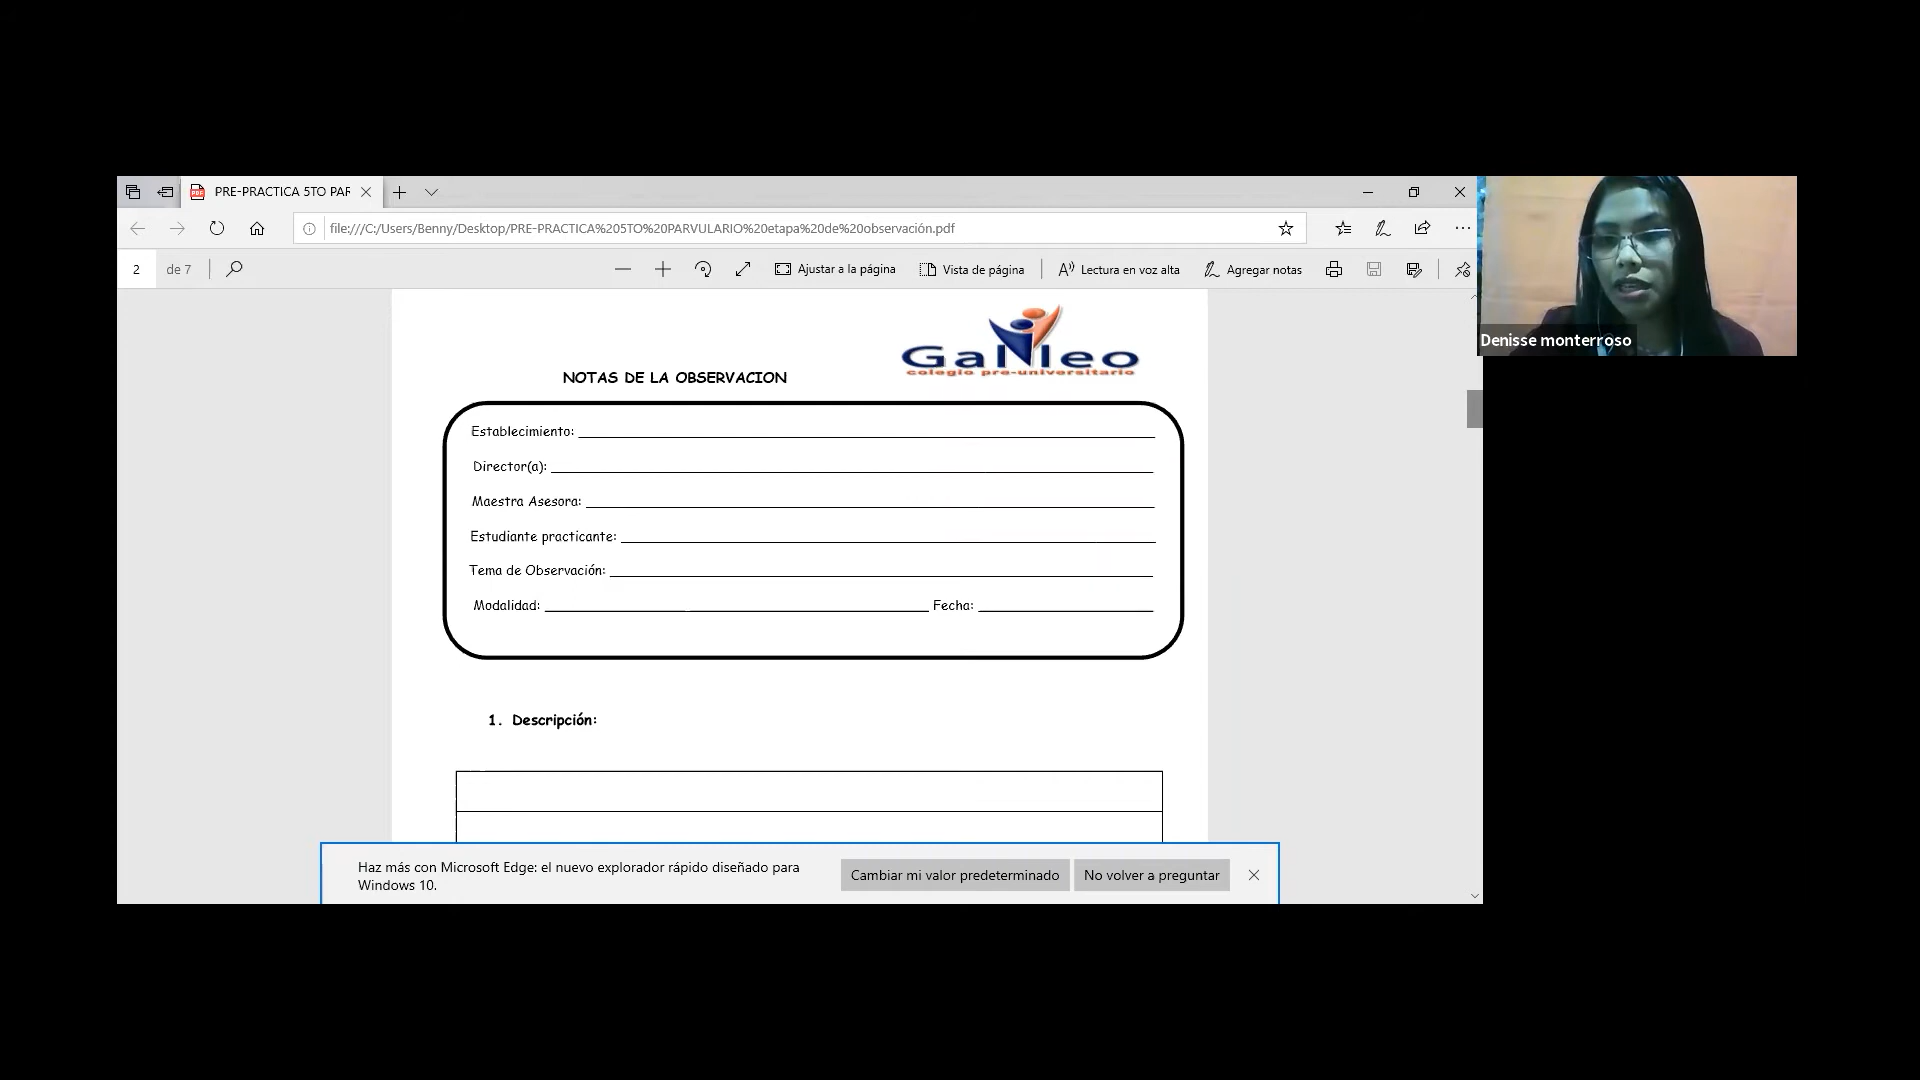 PRE-PRACTICA 5TO PAR
file:///C:/Users/Benny/Desktop/PRE-PRACTICA%205TO%20PARVULARIO%20etapa%20de%20observación.pdf
2 de 7
Ajustar a la página
Vista de página
Lectura en voz alta
Agregar notas
Denisse monterroso
Galileo
colegio pre-universitario
NOTAS DE LA OBSERVACION
Establecimiento:
Director(a):
Maestra Asesora:
Estudiante practicante:
Tema de Observación:
Modalidad: Fecha:
1. Descripción:
Haz más con Microsoft Edge: el nuevo explorador rápido diseñado para
Windows 10.
Cambiar mi valor predeterminado
No volver a preguntar